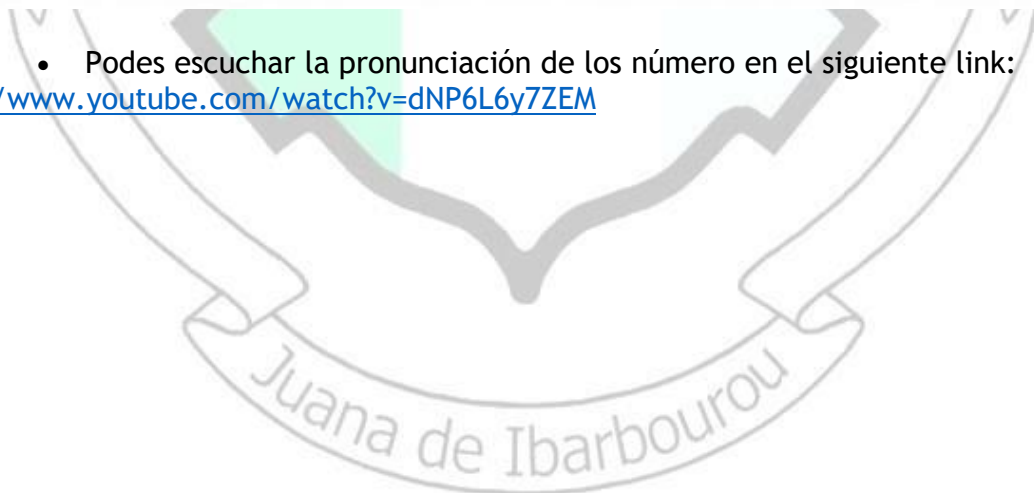 • Podes escuchar la pronunciación de los número en el siguiente link:
/www.youtube.com/watch?v=dNP6L6y7ZEM
Juana de Ibarbourou